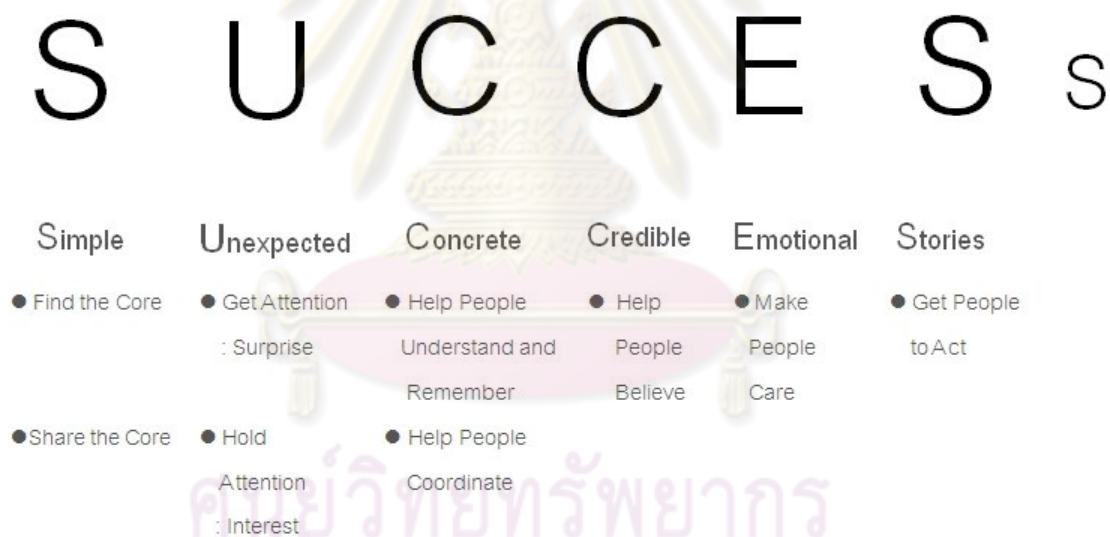 S U C C E S s
Simple Unexpected Concrete Credible Emotional Stories
● Find the Core ● Get Attention ● Help People ● Help ● Make ● Get People
: Surprise Understand and People People to Act
Remember Believe Care
● Share the Core ● Hold ● Help People
Attention Coordinate
: Interest
ศูนย์วิทยทรัพยากร